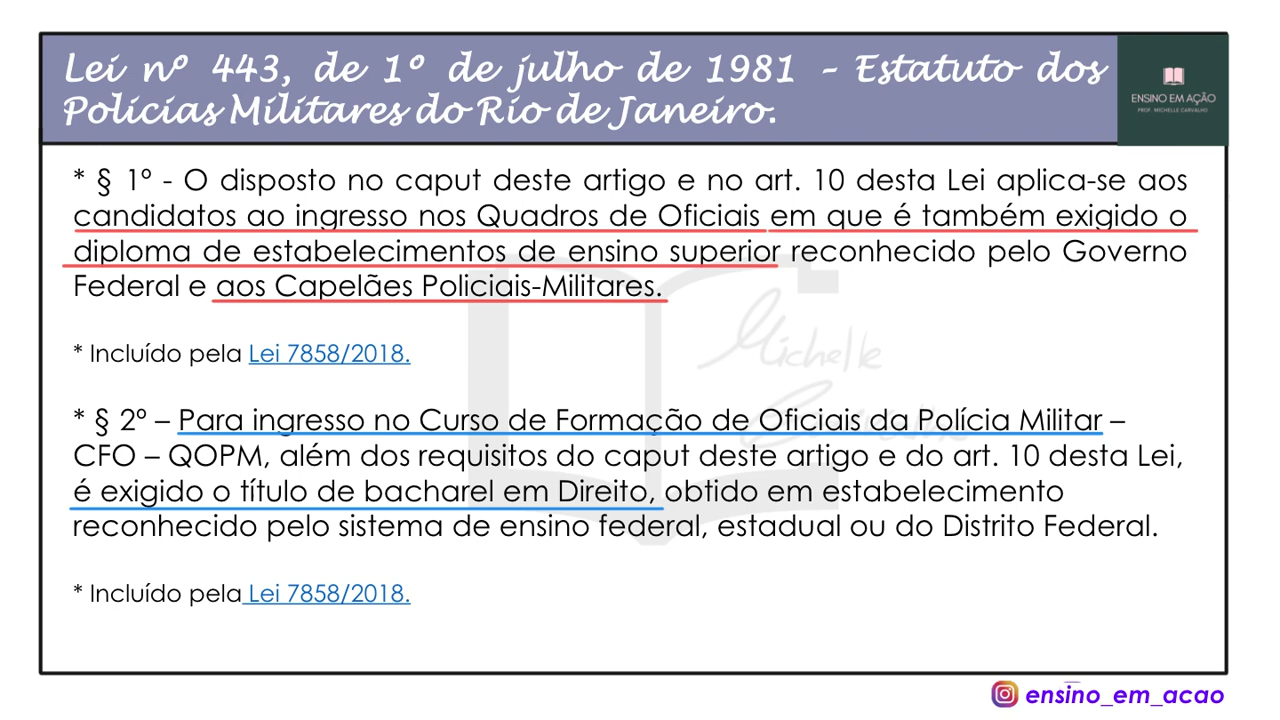 Lei nº 443, de 1º de julho de 1981 – Estatuto dos
Policias Militares do Rio de Janeiro.
ENSINO EM AÇÃO
PROF. MICHELLE CARVALHO
* § 1º - O disposto no caput deste artigo e no art. 10 desta Lei aplica-se aos
candidatos ao ingresso nos Quadros de Oficiais em que é também exigido o
diploma de estabelecimentos de ensino superior reconhecido pelo Governo
Federal e aos Capelães Policiais-Militares.
Michelle
* Incluído pela Lei 7858/2018.
* § 2º – Para ingresso no Curso de Formação de Oficiais da Polícia Militar –
CFO – QOPM, além dos requisitos do caput deste artigo e do art. 10 desta Lei,
é exigido o título de bacharel em Direito, obtido em estabelecimento
reconhecido pelo sistema de ensino federal, estadual ou do Distrito Federal.
* Incluído pela Lei 7858/2018.
ensino_em_acao